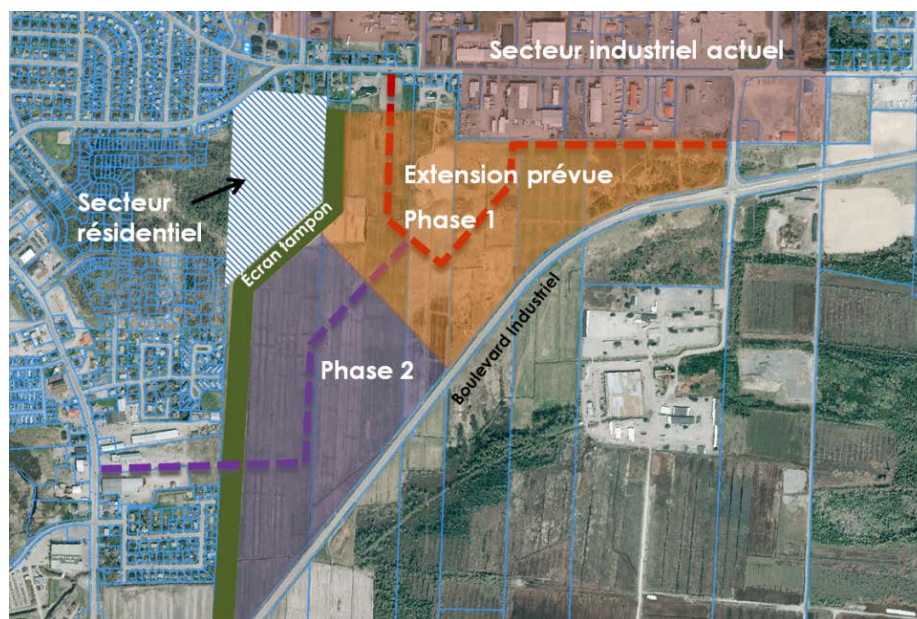 Secteur industriel actuel
Extension prévue
Phase 1
Secteur
résidentiel
Écran tampon
Boulevard Industriel
Phase 2